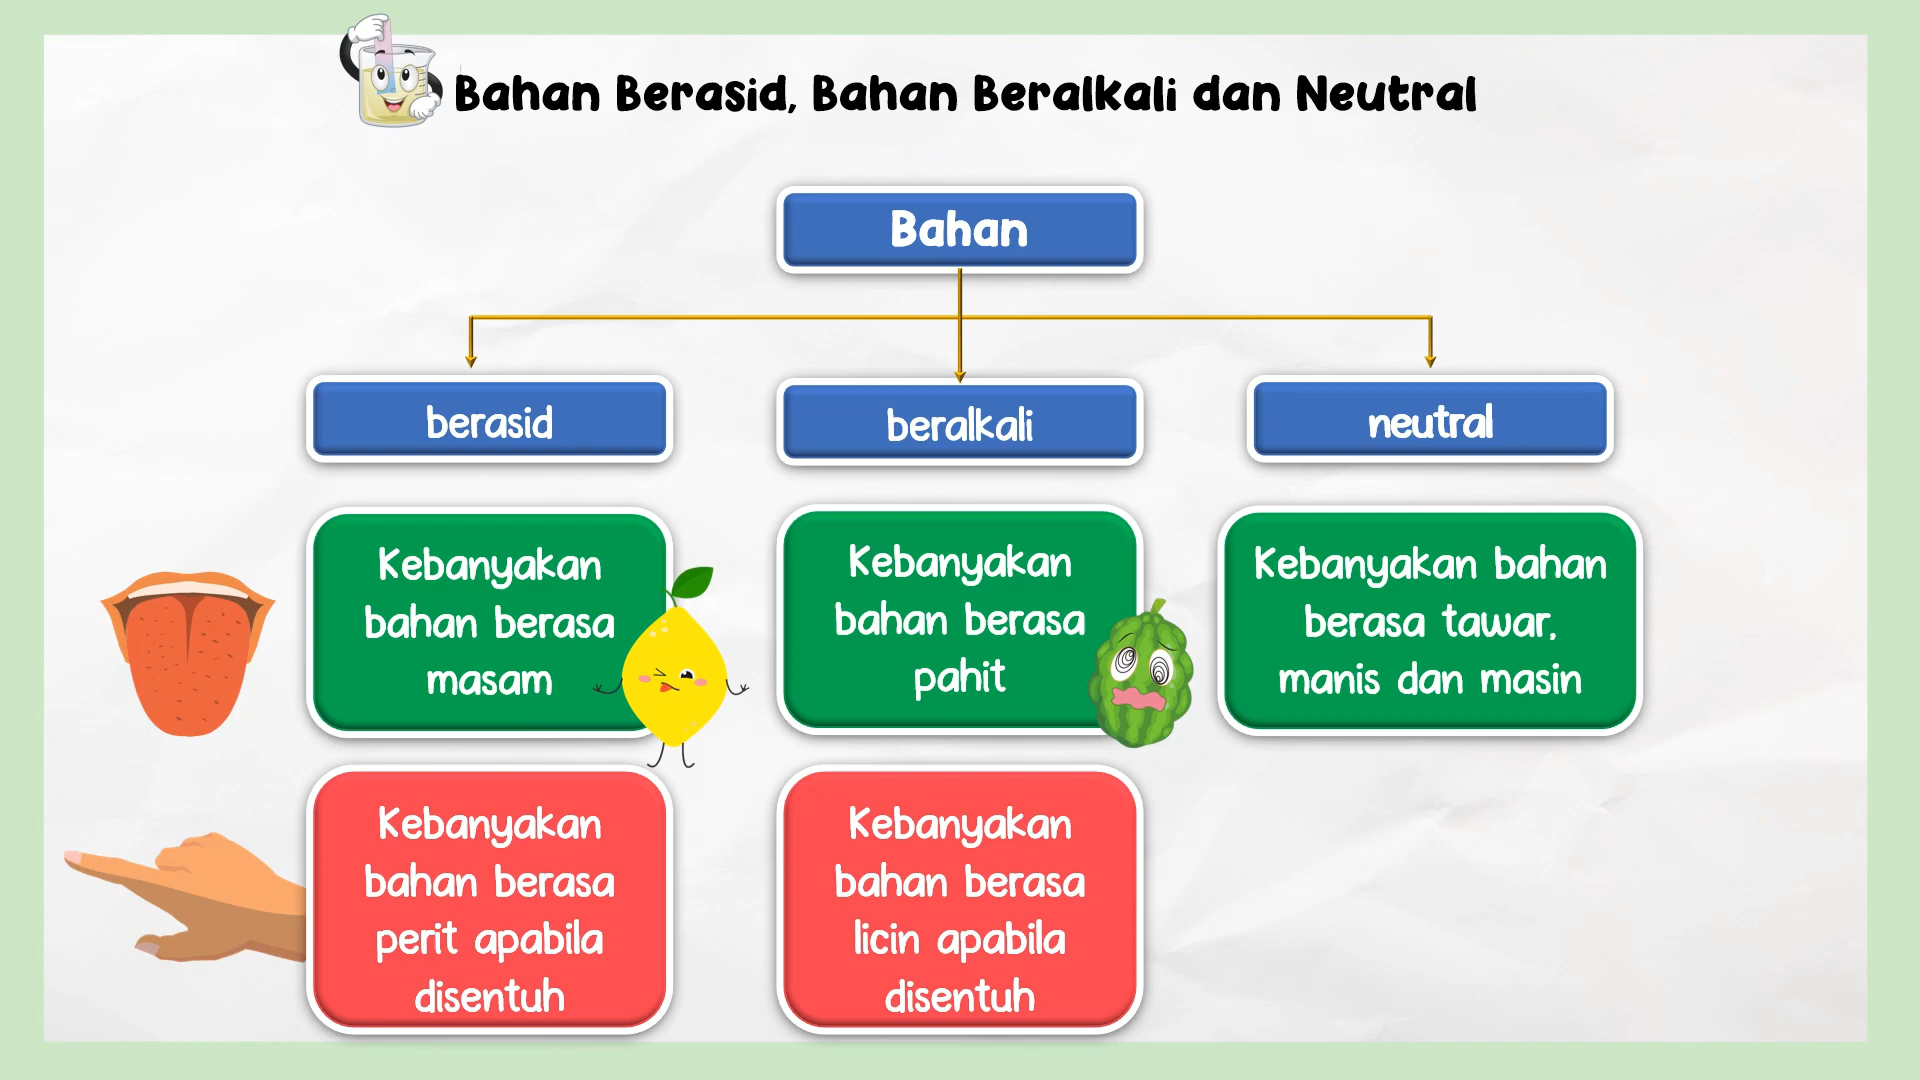 Bahan Berasid, Bahan Beralkali dan Neutral
Bahan
berasid
beralkali
neutral
Kebanyakan
bahan berasa
masam
Kebanyakan
bahan berasa
pahit
Kebanyakan bahan
berasa tawar,
manis dan masin
Kebanyakan
bahan berasa
perit apabila
disentuh
Kebanyakan
bahan berasa
licin apabila
disentuh